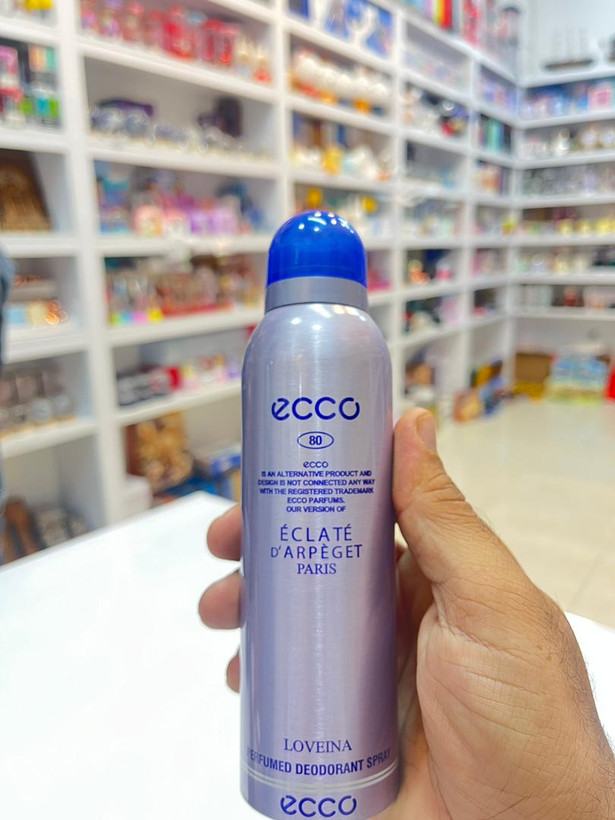 ecco
80
ecco
IS AN ALTERNATIVE PRODUCT AND
DESIGN IS NOT CONNECTED ANY WAY
WITH THE REGISTERED TRADEMARK
ECCO PARFUMS.
OUR VERSION OF
ÉCLATÉ
D'ARPÈGET
PARIS
LOVEINA
PERFUMED DEODORANT SPRAY
ecco